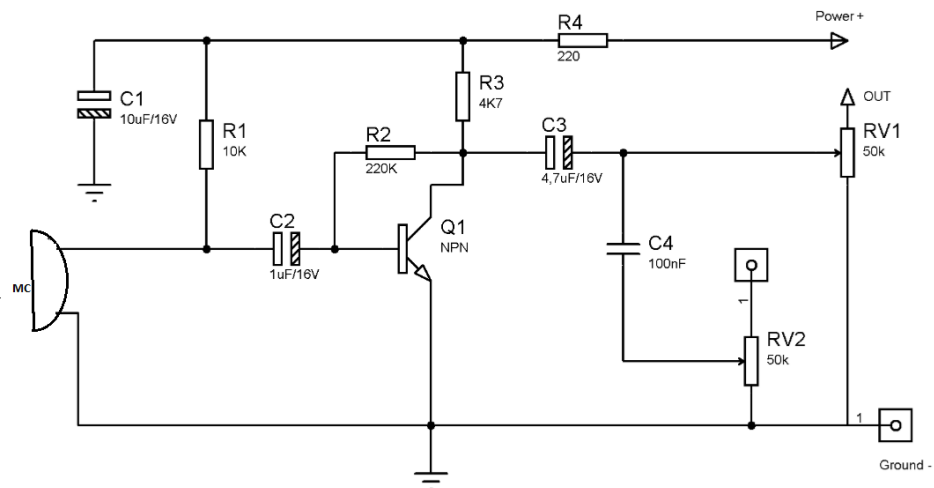 Power+
R4
220
C1
10uF/16V
R3
4K7
OUT
R1
10K
R2
220K
C3
4,7uF/16V
RV1
50k
C2
1uF/16V
Q1
NPN
C4
100nF
MC
1
RV2
50k
1
Ground -